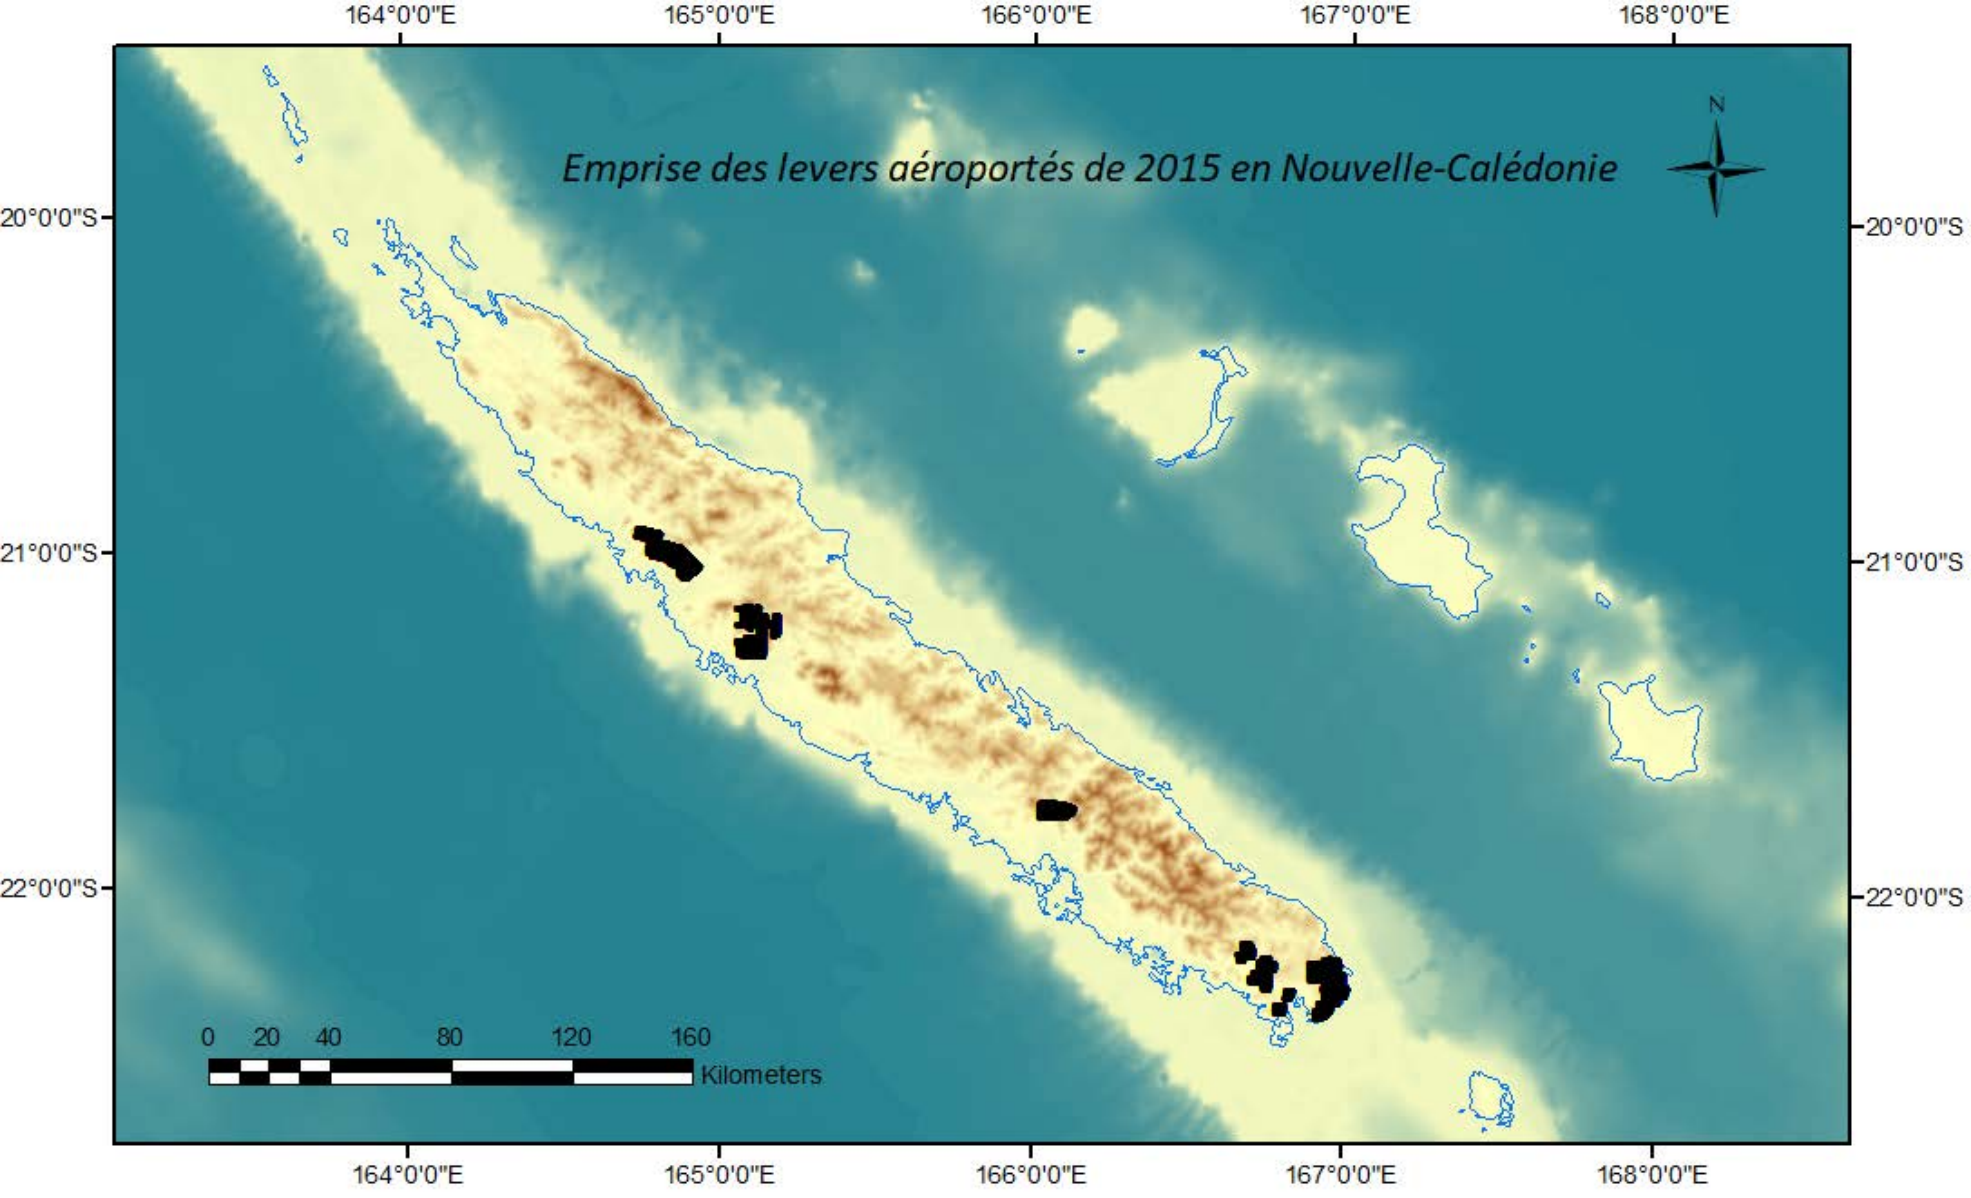 164°0'0"E 165°0'0"E 166°0'0"E 167°0'0"E 168°0'0"E
N
Emprise des levers aéroportés de 2015 en Nouvelle-Calédonie
20°0'0"S 20°0'0"S
21°0'0"S 21°0'0"S
22°0'0"S 22°0'0"S
0 20 40 80 120 160
Kilometers
164°0'0"E 165°0'0"E 166°0'0"E 167°0'0"E 168°0'0"E